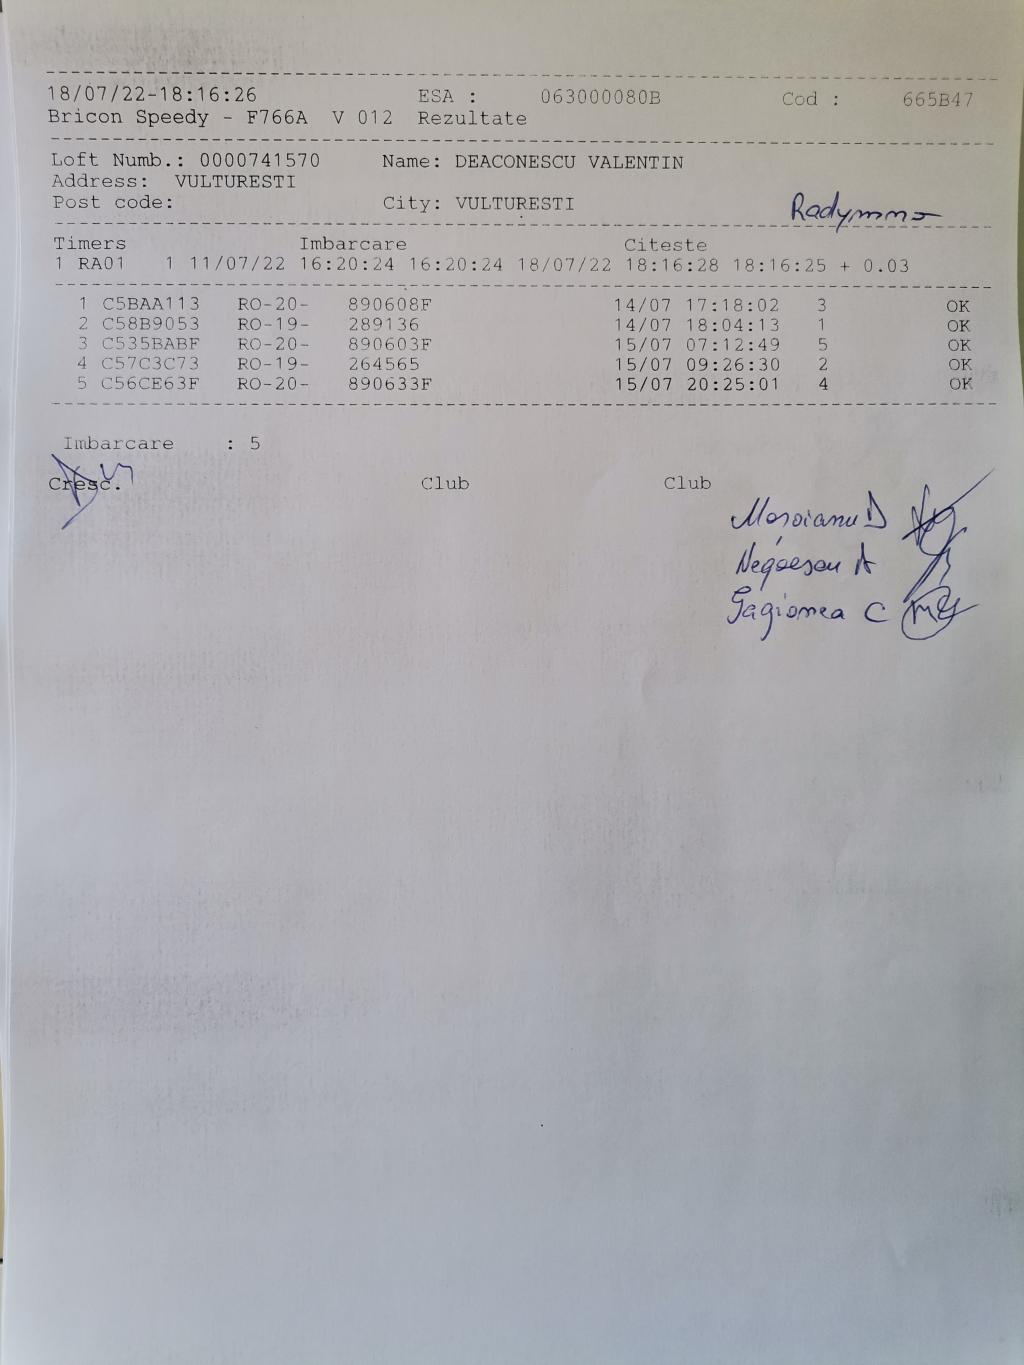 18/07/22-18:16:26 ESA : 063000080B Cod : 665B47
Bricon Speedy - F766A V 012 Rezultate
Loft Numb.: 0000741570 Name: DEACONESCU VALENTIN
Address: VULTURESTI
Post code: City: VULTURESTI
Radymno
Timers Imbarcare Citeste
1 RA01 1 11/07/22 16:20:24 16:20:24 18/07/22 18:16:28 18:16:25 + 0.03
1 C5BAA113 RO-20- 890608F 14/07 17:18:02 3 OK
2 C58B9053 RO-19- 289136 14/07 18:04:13 1 OK
3 C535BABF RO-20- 890603F 15/07 07:12:49 5 OK
4 C57C3C73 RO-19- 264565 15/07 09:26:30 2 OK
5 C56CE63F RO-20- 890633F 15/07 20:25:01 4 OK
Imbarcare : 5
Cresc. Club Club
Moroianu D
Negoescu A
C